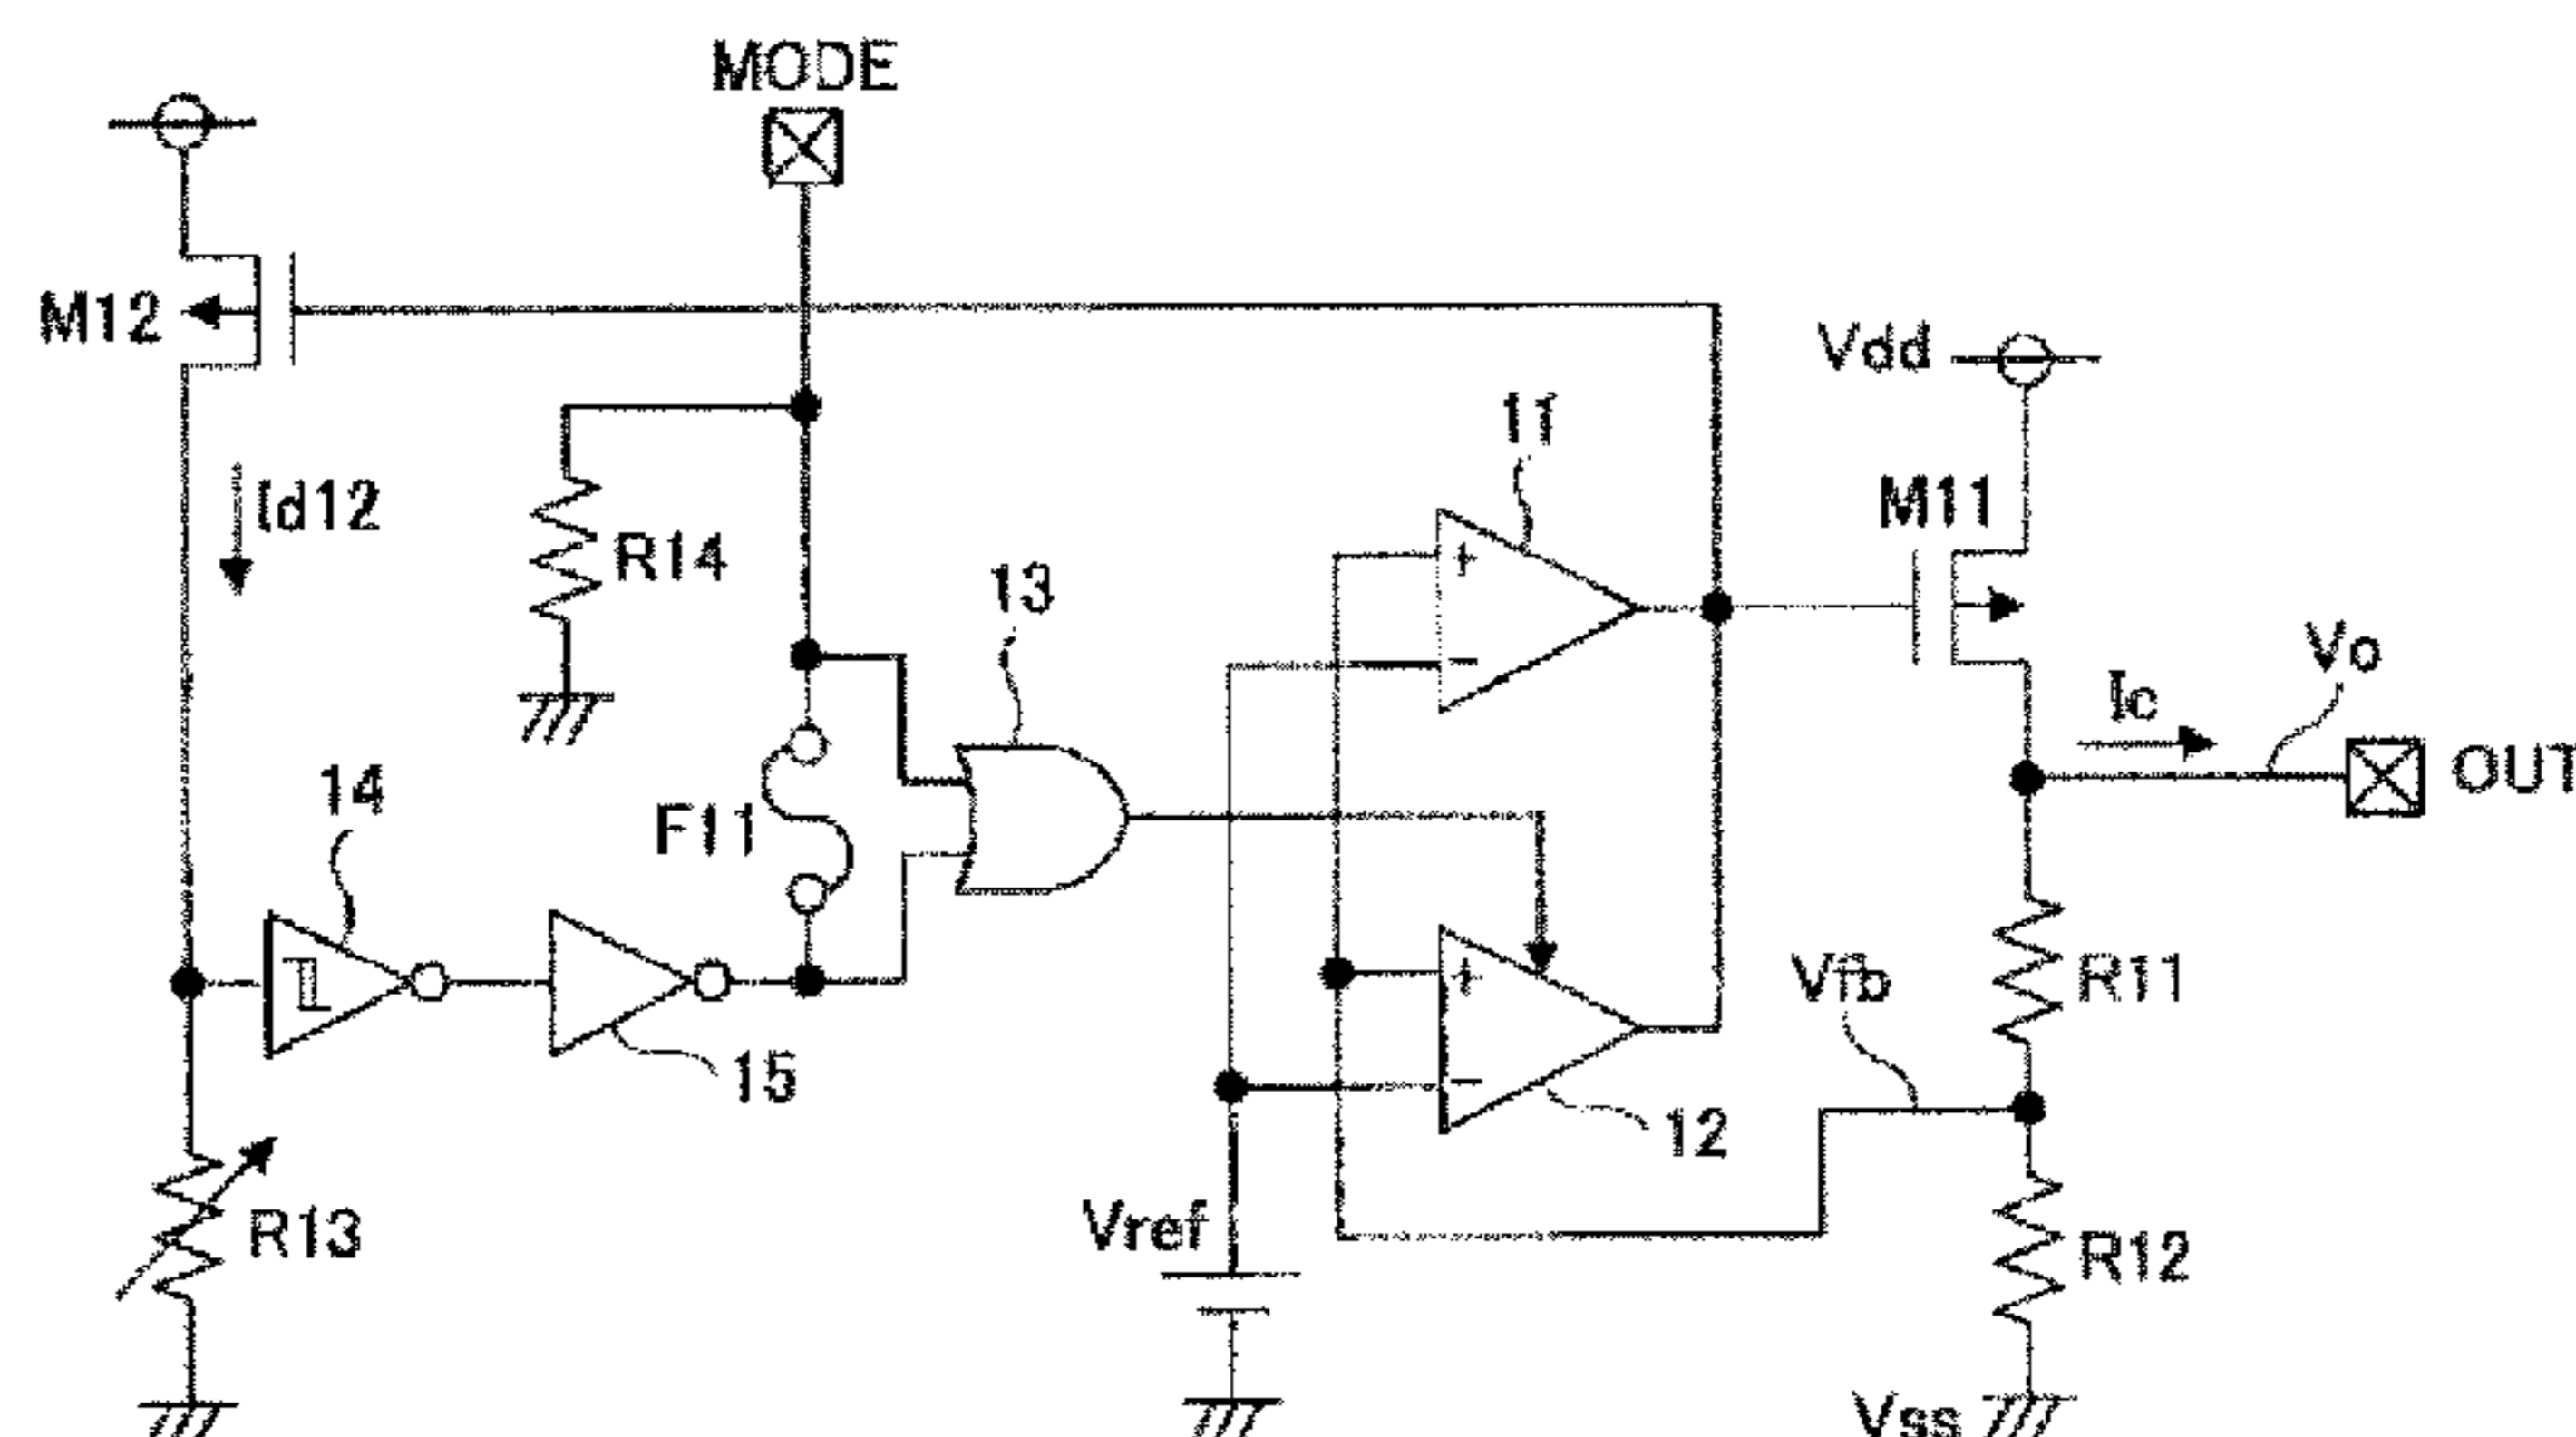 MODE
M12
Vdd
11
Id12
M11
R14
13
Vo
Ic
OUT
14
F11
+
−
Vfb
R11
+
−
15
12
Vref
R13
R12
Vss